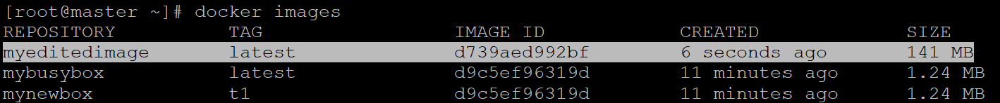 [root@master ~]# docker images
REPOSITORY TAG IMAGE ID CREATED SIZE
myeditedimage latest d739aed992bf 6 seconds ago 141 MB
mybusybox latest d9c5ef96319d 11 minutes ago 1.24 MB
mynewbox t1 d9c5ef96319d 11 minutes ago 1.24 MB